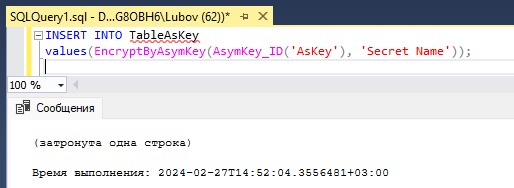 SQLQuery1.sql - D...G8OBH6\Lubov (62))*
INSERT INTO TableAsKey
values(EncryptByAsymKey(AsymKey_ID('AsKey'), 'Secret Name'));
100 %
Сообщения
(затронута одна строка)
Время выполнения: 2024-02-27T14:52:04.3556481+03:00